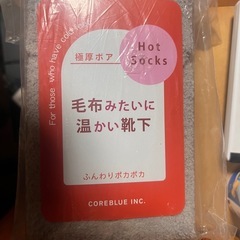 For those who have cold
極厚ボア
Hot
Socks
毛布みたいに
温かい靴下
ふんわりポカポカ
COREBLUE INC.